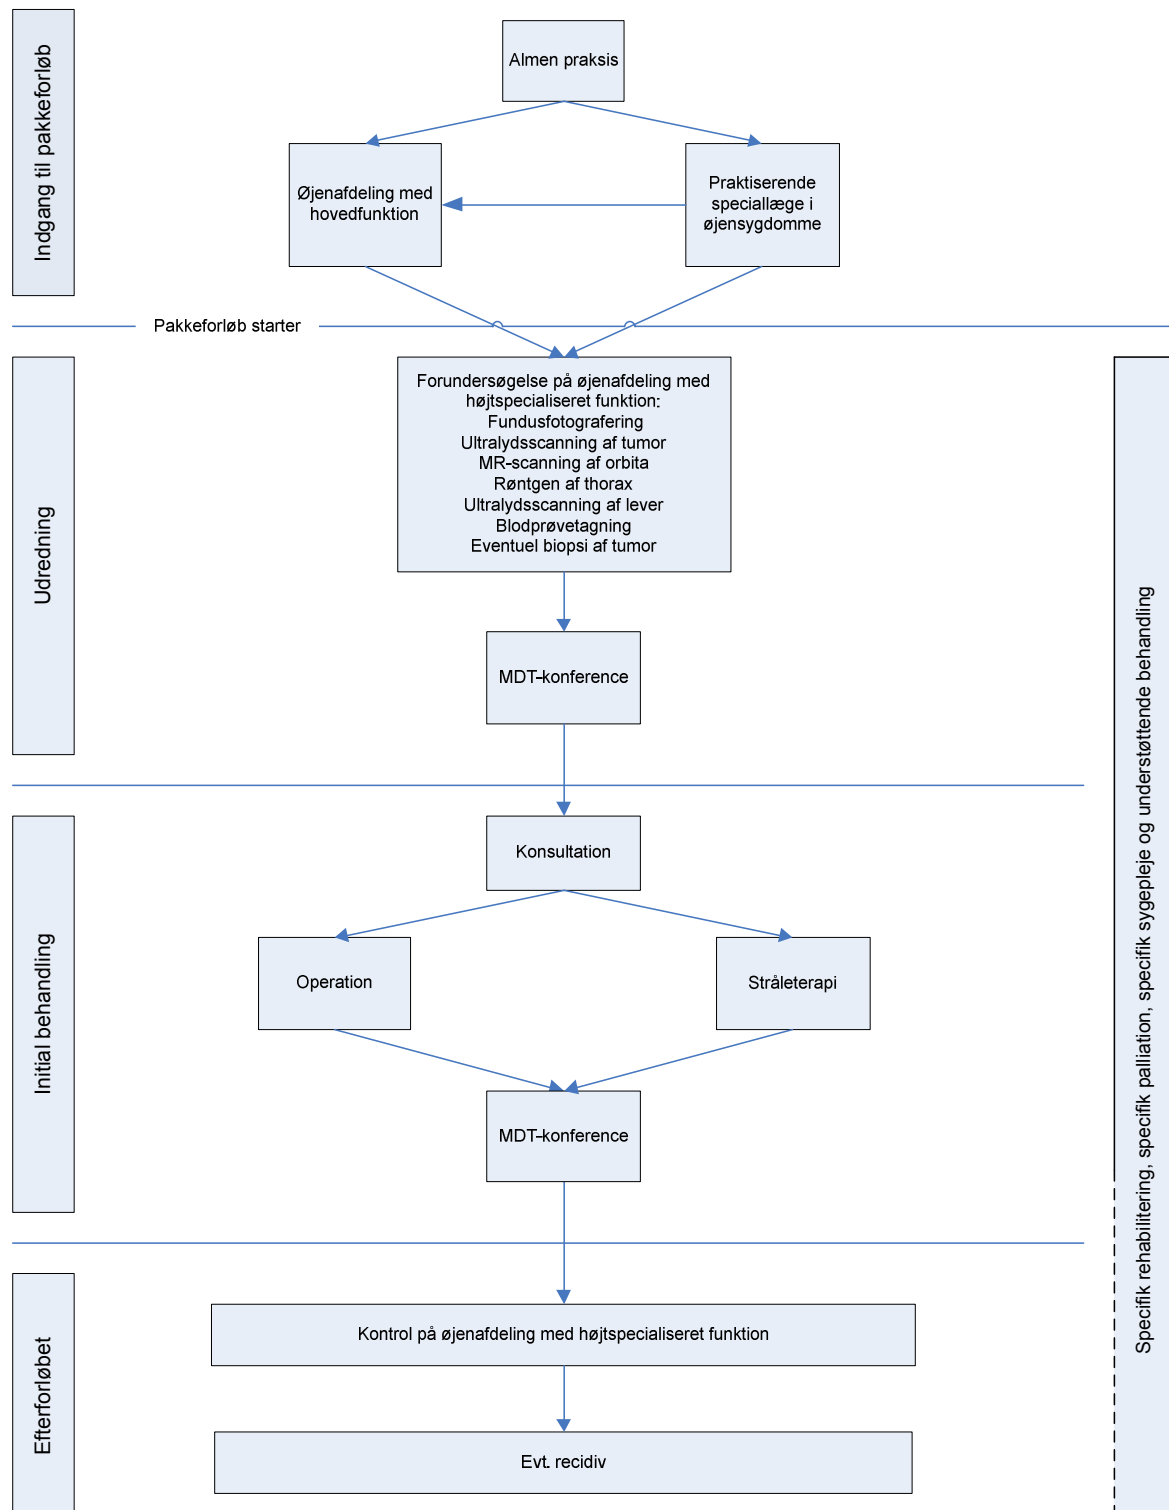 Indgang til pakkeforløb
Almen praksis
Øjenafdeling med
hovedfunktion
Praktiserende
speciallæge i
øjensygdomme
Pakkeforløb starter
Udredning
Forundersøgelse på øjenafdeling med
højtspecialiseret funktion:
Fundusfotografering
Ultralydsscanning af tumor
MR-scanning af orbita
Røntgen af thorax
Ultralydsscanning af lever
Blodprøvetagning
Eventuel biopsi af tumor
MDT-konference
Initial behandling
Konsultation
Operation
Stråleterapi
MDT-konference
Efterforløbet
Kontrol på øjenafdeling med højtspecialiseret funktion
Evt. recidiv
Specifik rehabilitering, specifik palliation, specifik sygepleje og understøttende behandling